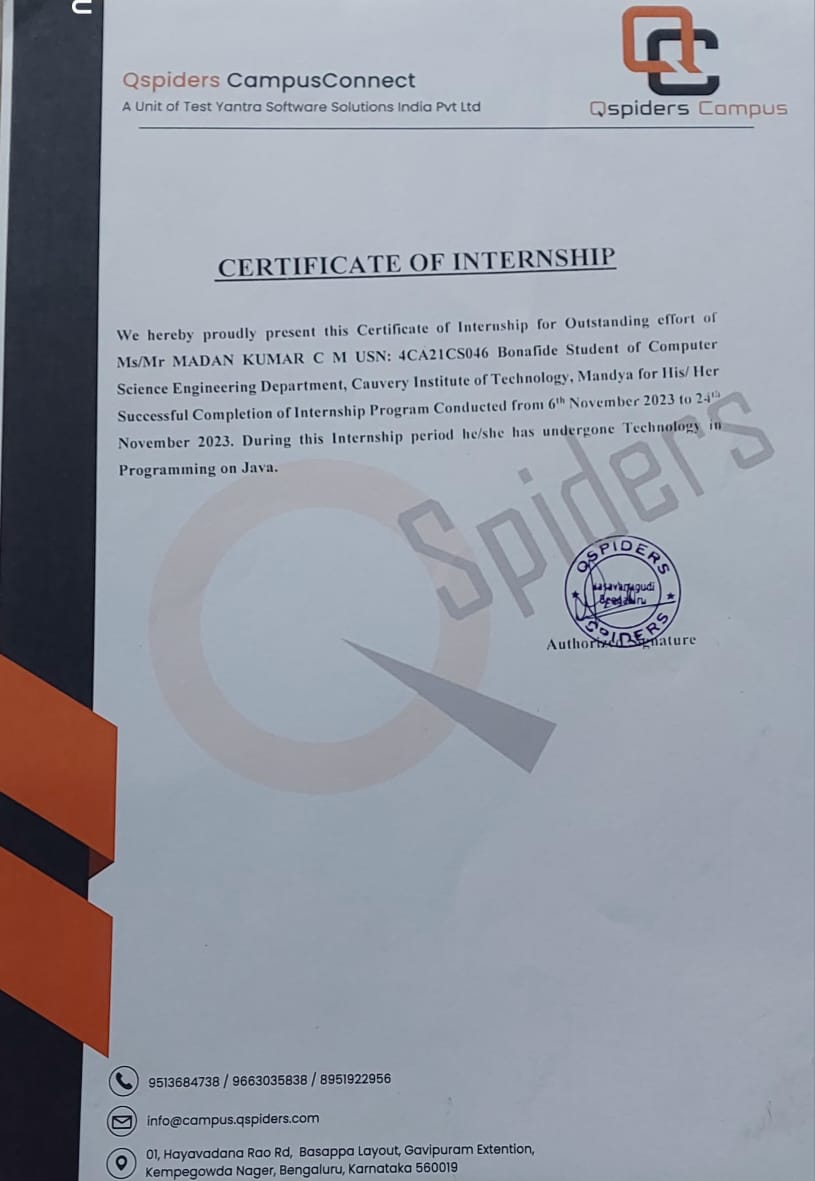 Qspiders CampusConnect
A Unit of Test Yantra Software Solutions India Pvt Ltd
Qspiders Campus
CERTIFICATE OF INTERNSHIP
We hereby proudly present this Certificate of Internship for Outstanding effort of
Ms/Mr MADAN KUMAR C M USN: 4CA21CS046 Bonafide Student of Computer
Science Engineering Department, Cauvery Institute of Technology, Mandya for His/ Her
Successful Completion of Internship Program Conducted from 6th November 2023 to 24th
November 2023. During this Internship period he/she has undergone Technology in
Programming on Java.
QSpiders
QSPIDERS
Basavanagudi
QSPIDERS
Authorized Signature
9513684738 / 9663035838 / 8951922956
info@campus.qspiders.com
01, Hayavadana Rao Rd, Basappa Layout, Gavipuram Extention,
Kempegowda Nager, Bengaluru, Karnataka 560019